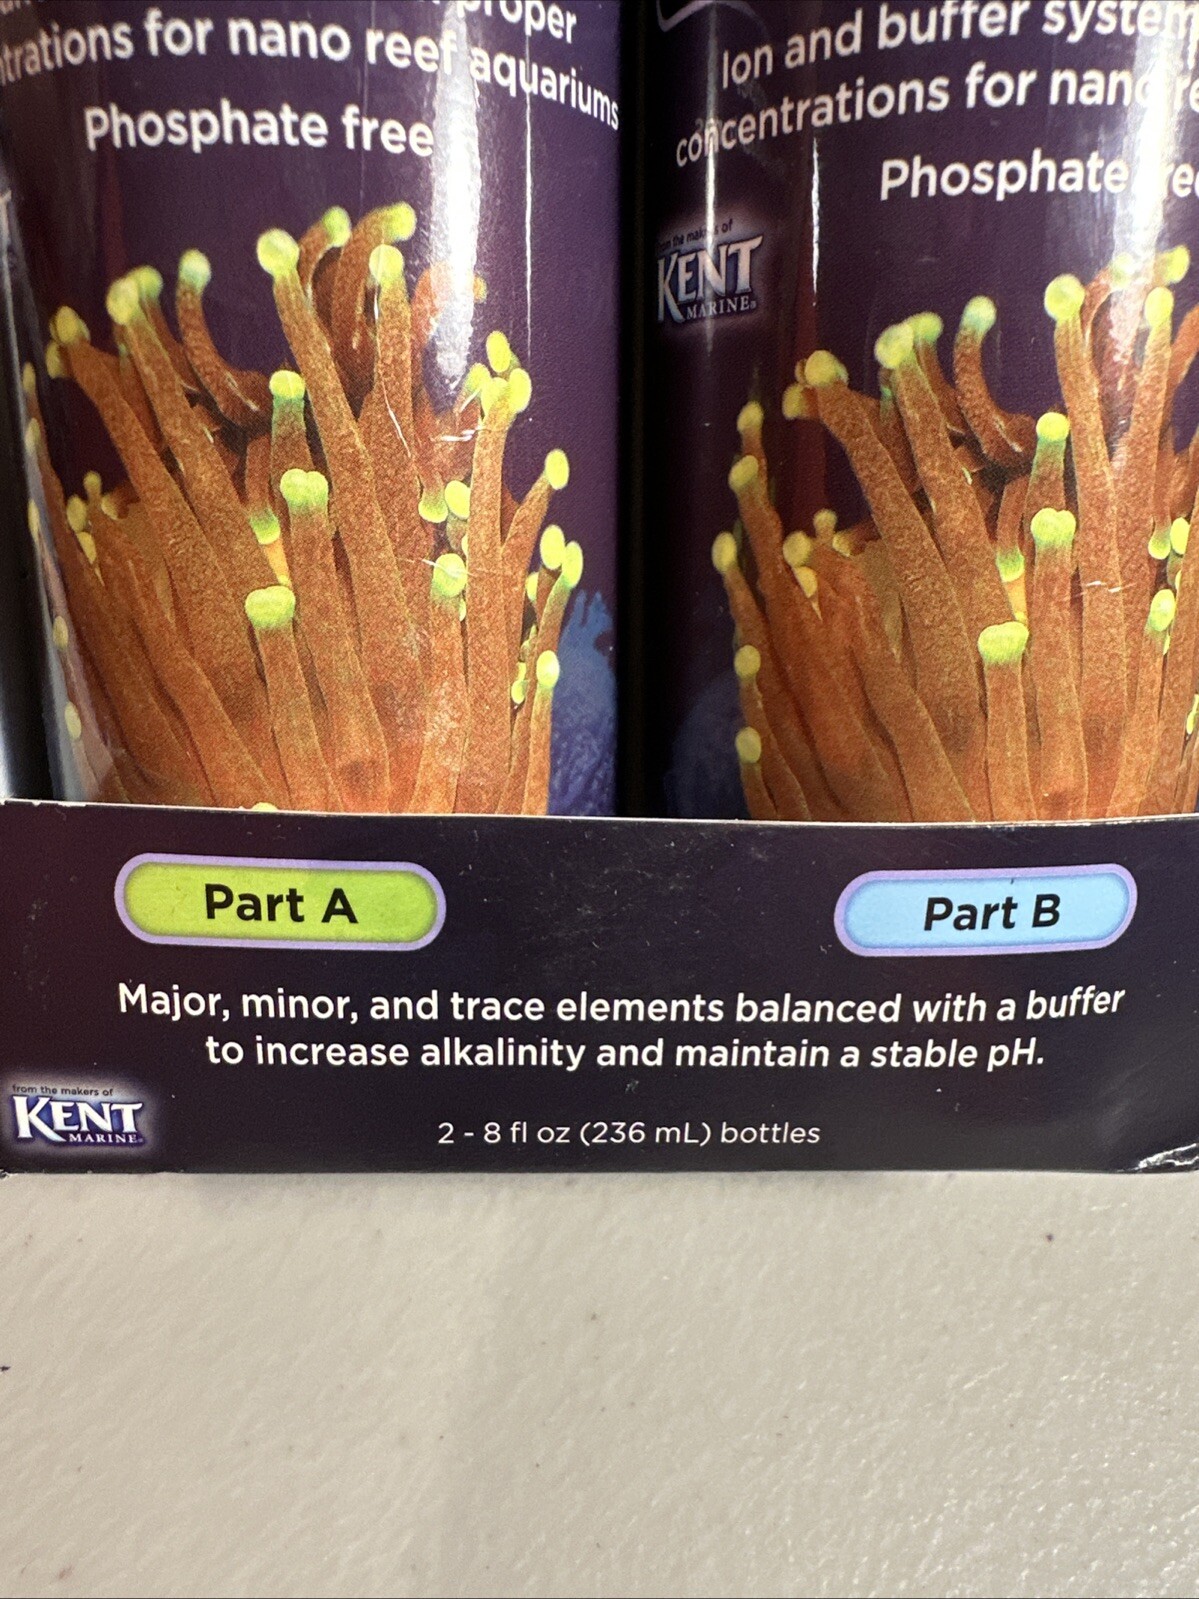 proper
trations for nano reef aquariums
Phosphate free
Ion and buffer system
concentrations for nano
Phosphate
from the makers of
KENT
MARINE
Part A
Part B
Major, minor, and trace elements balanced with a buffer
to increase alkalinity and maintain a stable pH.
from the makers of
KENT
MARINE
2 - 8 fl oz (236 mL) bottles